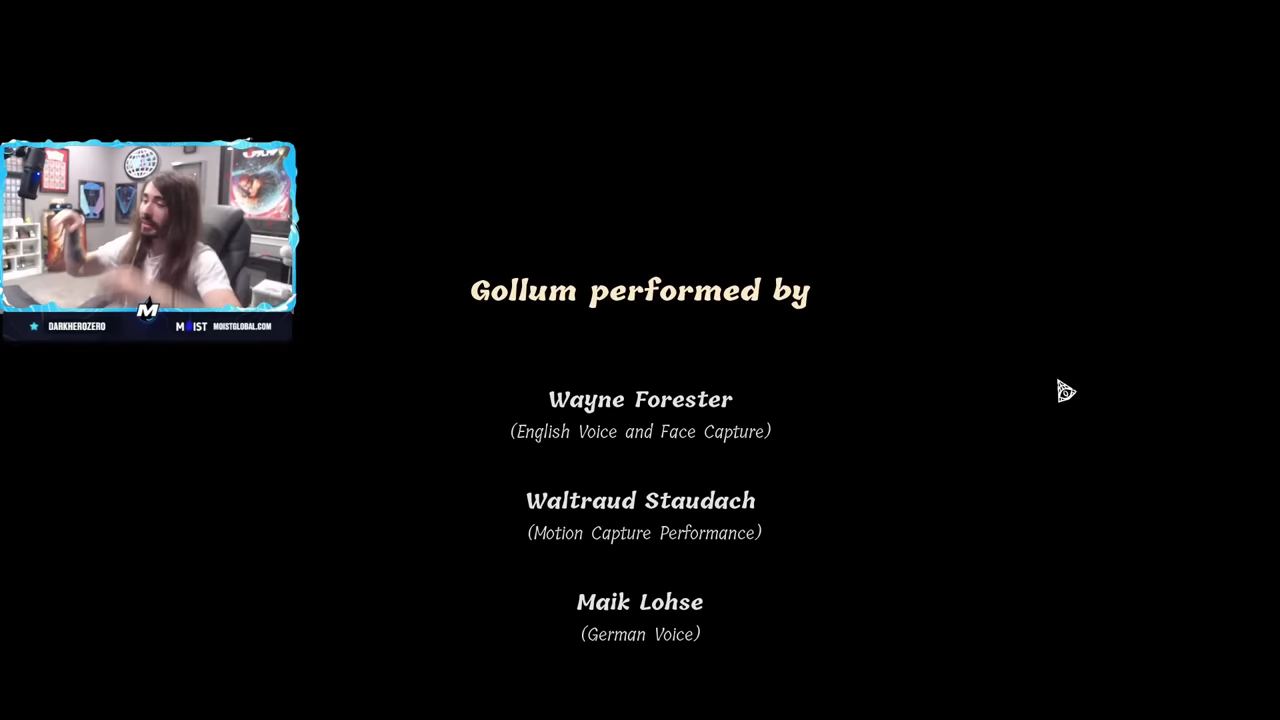 DARKHEROZERO
MOIST
MOISTGLOBAL.COM
Gollum performed by
Wayne Forester
(English Voice and Face Capture)
Waltraud Staudach
(Motion Capture Performance)
Maik Lohse
(German Voice)